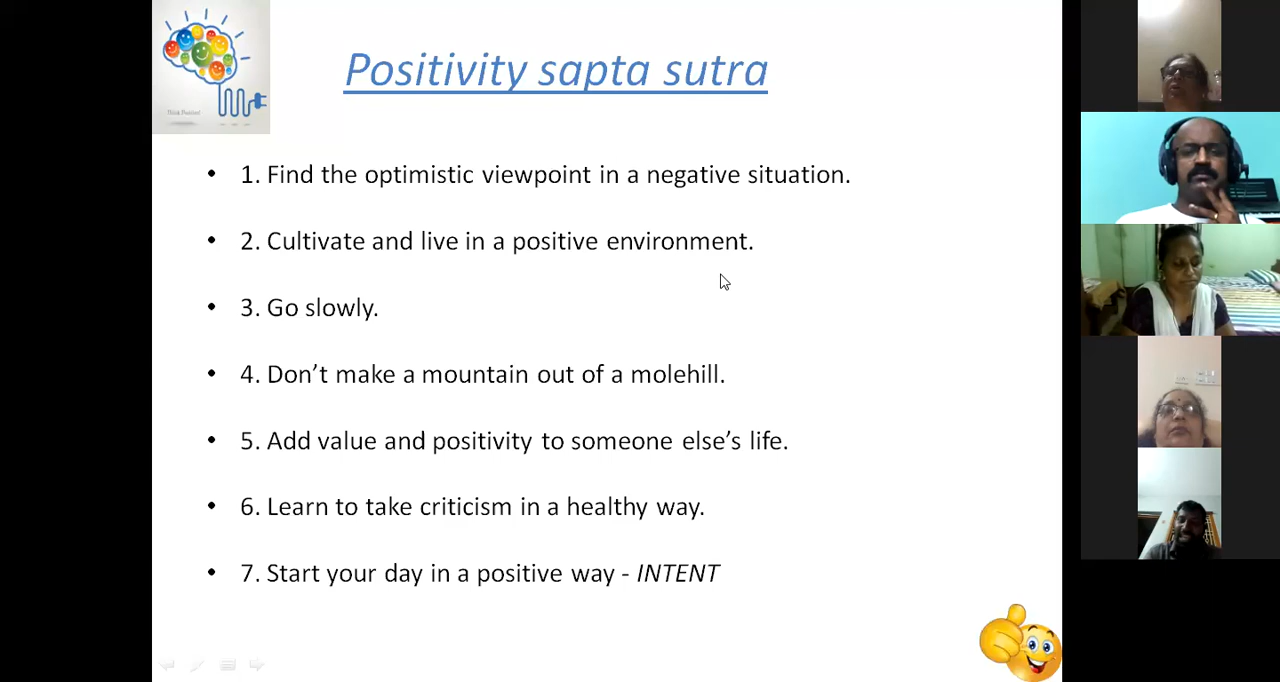 Positivity sapta sutra
Think Positive!
• 1. Find the optimistic viewpoint in a negative situation.
• 2. Cultivate and live in a positive environment.
• 3. Go slowly.
• 4. Don’t make a mountain out of a molehill.
• 5. Add value and positivity to someone else’s life.
• 6. Learn to take criticism in a healthy way.
• 7. Start your day in a positive way - INTENT